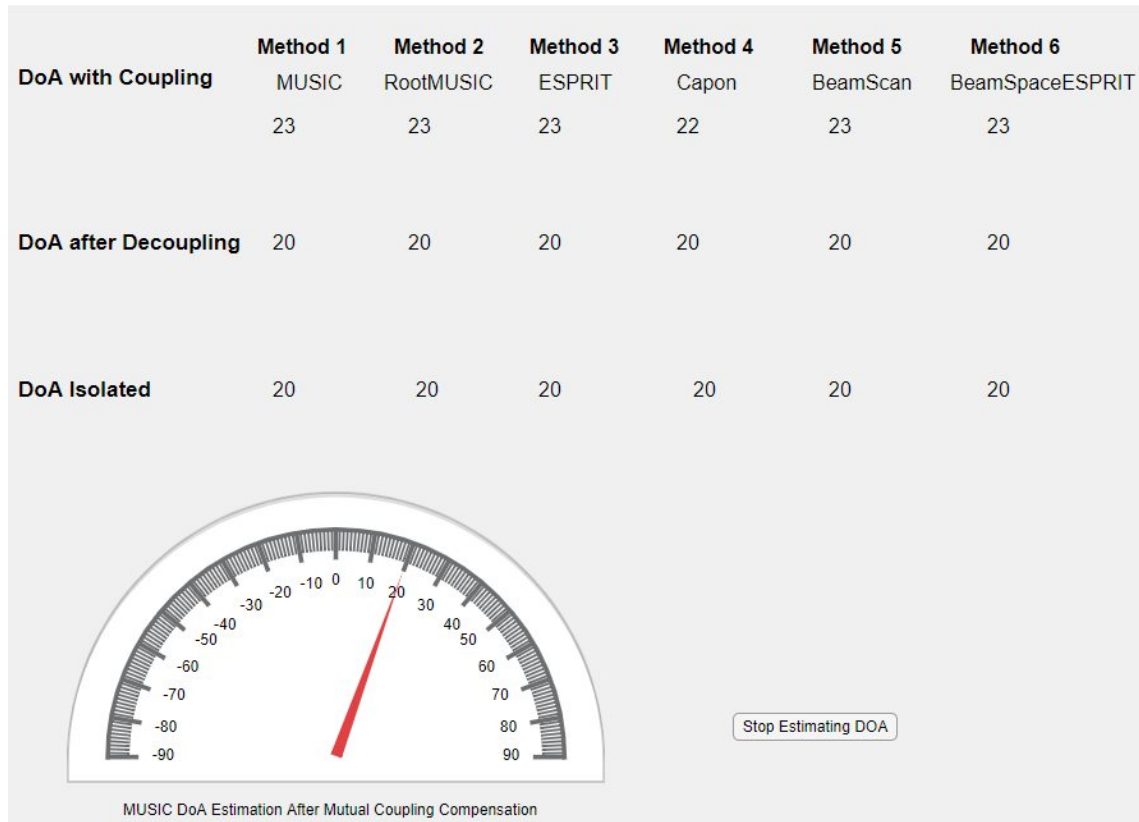 Method 1 Method 2 Method 3 Method 4 Method 5 Method 6
DoA with Coupling MUSIC RootMUSIC ESPRIT Capon BeamScan BeamSpaceESPRIT
23 23 23 22 23 23
DoA after Decoupling 20 20 20 20 20 20
DoA Isolated 20 20 20 20 20 20
-90 -80 -70 -60 -50 -40 -30 -20 -10 0 10 20 30 40 50 60 70 80 90
Stop Estimating DOA
MUSIC DoA Estimation After Mutual Coupling Compensation